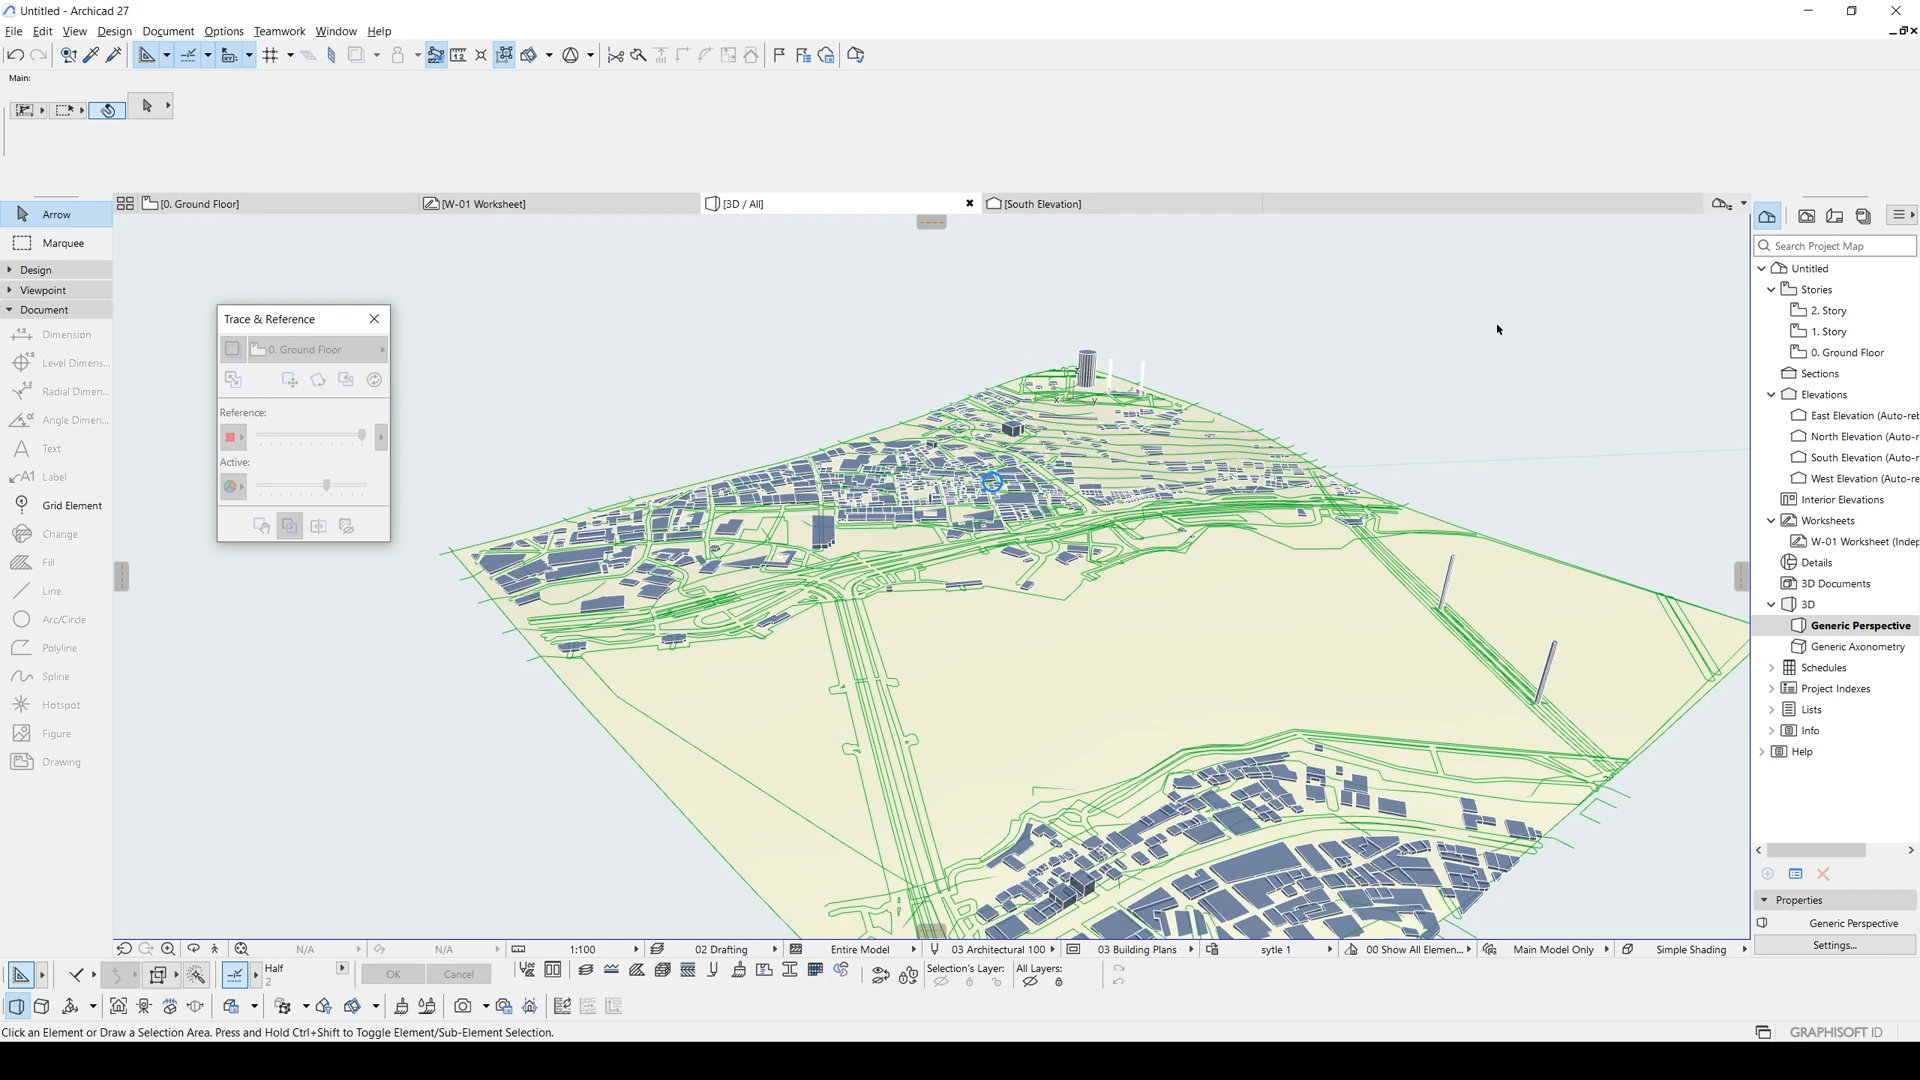 Untitled - Archicad 27
File Edit View Design Document Options Teamwork Window Help
Main:
[0. Ground Floor]
[W-01 Worksheet]
[3D / All]
[South Elevation]
Arrow
Marquee
Design
Viewpoint
Document
Dimension
Level Dimens...
Radial Dimen...
Angle Dimen...
Text
Label
Grid Element
Change
Fill
Line
Arc/Circle
Polyline
Spline
Hotspot
Figure
Drawing
Trace & Reference
0. Ground Floor
Reference:
Active:
x y
Search Project Map
Untitled
Stories
2. Story
1. Story
0. Ground Floor
Sections
Elevations
East Elevation (Auto-reb
North Elevation (Auto-r
South Elevation (Auto-r
West Elevation (Auto-re
Interior Elevations
Worksheets
W-01 Worksheet (Indep
Details
3D Documents
3D
Generic Perspective
Generic Axonometry
Schedules
Project Indexes
Lists
Info
Help
Properties
Generic Perspective
Settings...
N/A N/A 1:100 02 Drafting Entire Model 03 Architectural 100 03 Building Plans sytle 1 00 Show All Elemen... Main Model Only Simple Shading
Half
2
OK Cancel
Selection's Layer: All Layers:
Click an Element or Draw a Selection Area. Press and Hold Ctrl+Shift to Toggle Element/Sub-Element Selection.
GRAPHISOFT ID